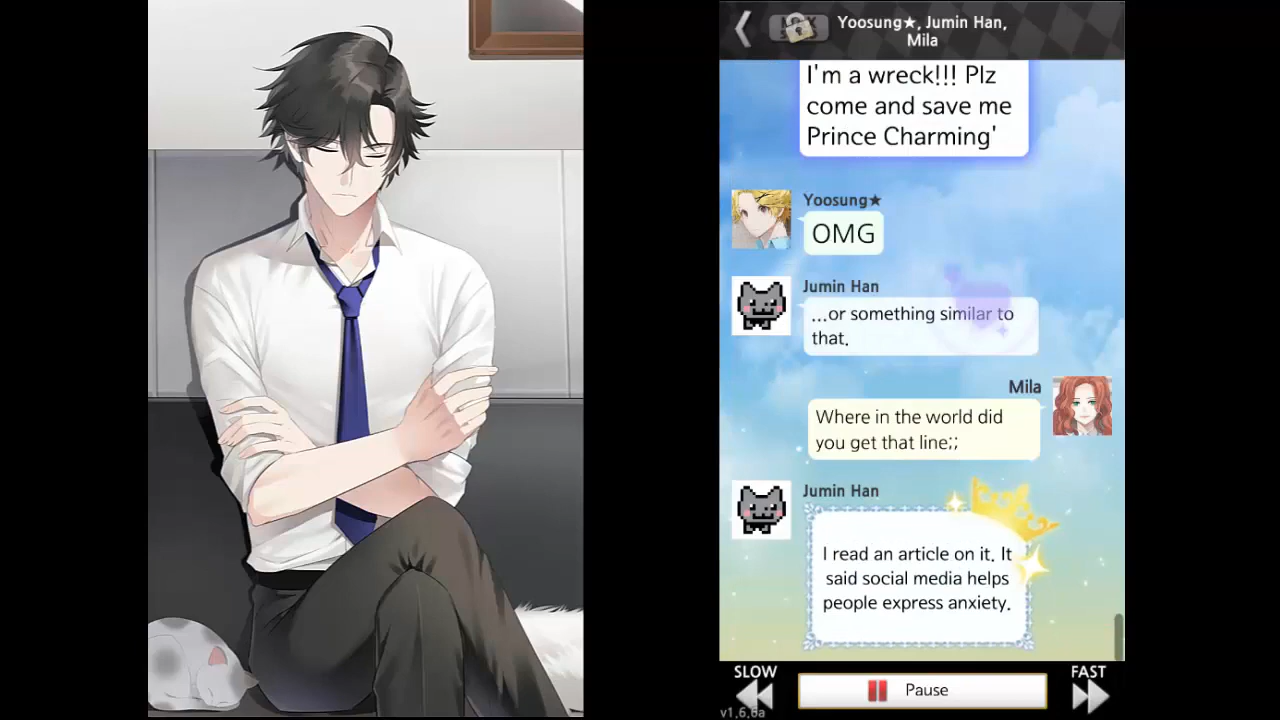 Yoosung★, Jumin Han,
Mila
I'm a wreck!!! Plz
come and save me
Prince Charming'
Yoosung★
OMG
Jumin Han
...or something similar to
that.
Mila
Where in the world did
you get that line;;
Jumin Han
I read an article on it. It
said social media helps
people express anxiety.
SLOW
Pause
FAST
v1.6.6a